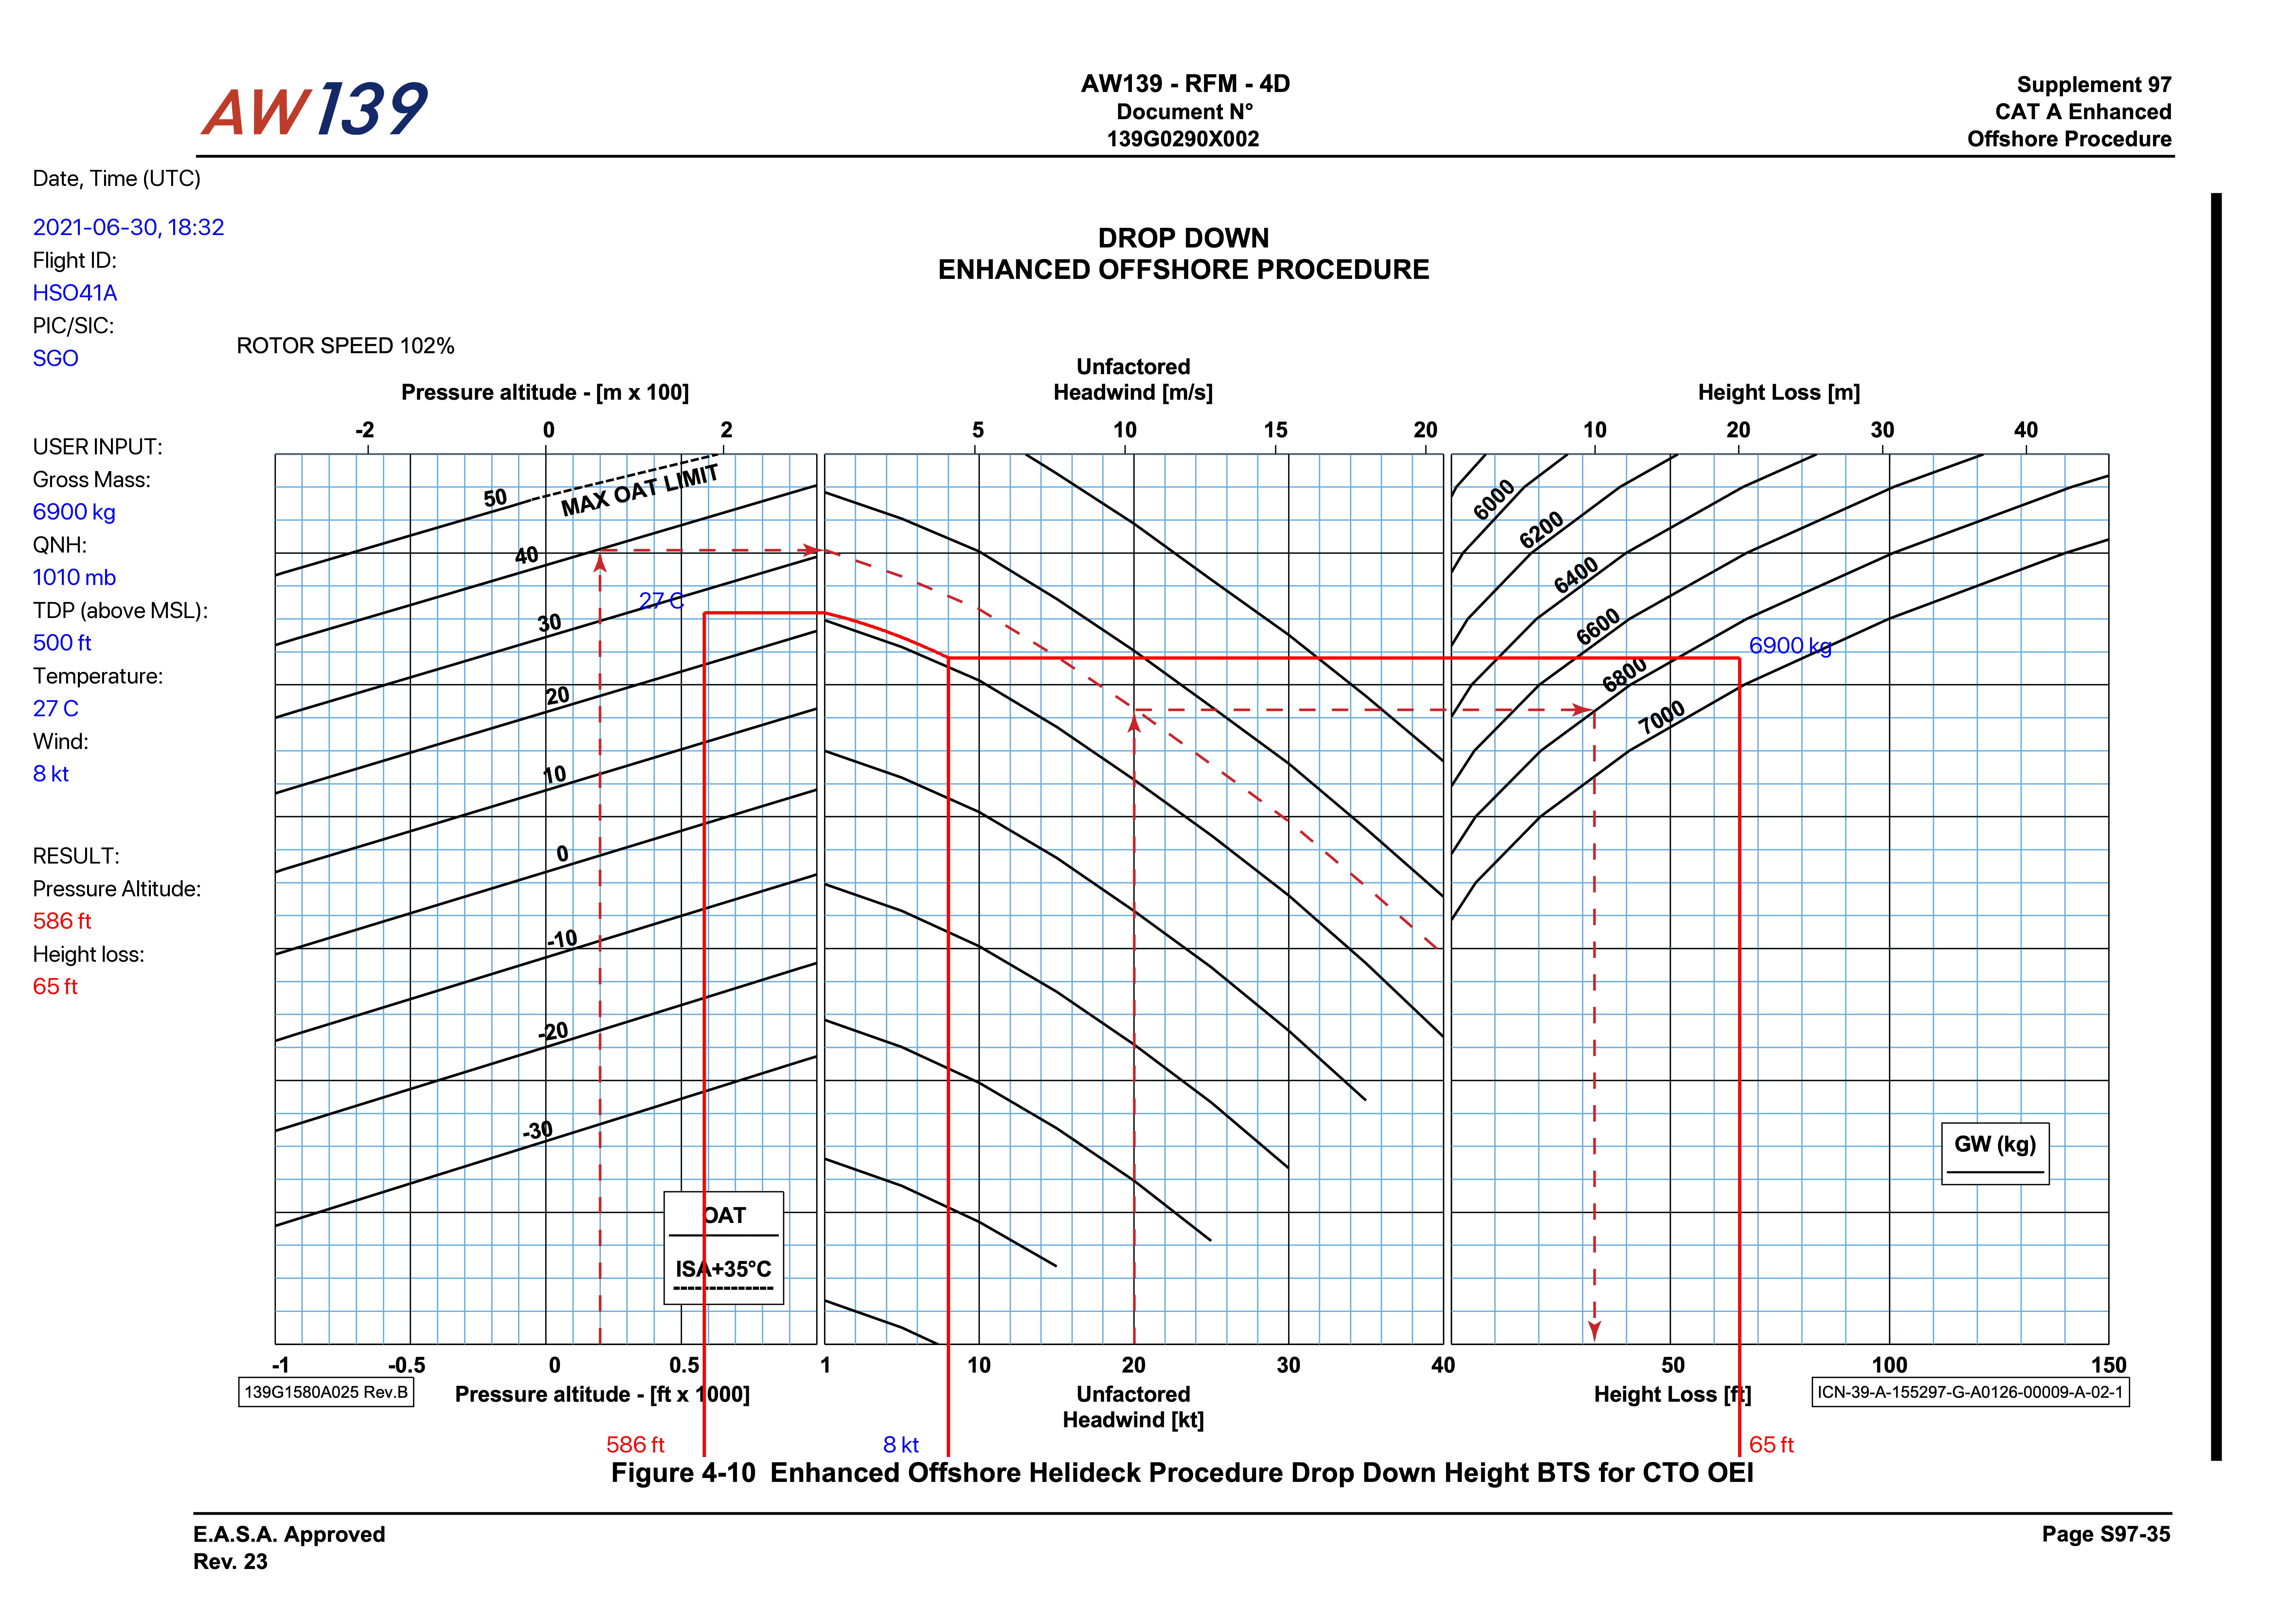 AW139
AW139 - RFM - 4D
Document N°
139G0290X002
Supplement 97
CAT A Enhanced
Offshore Procedure
Date, Time (UTC)
2021-06-30, 18:32
Flight ID:
HSO41A
PIC/SIC:
SGO
USER INPUT:
Gross Mass:
6900 kg
QNH:
1010 mb
TDP (above MSL):
500 ft
Temperature:
27 C
Wind:
8 kt
RESULT:
Pressure Altitude:
586 ft
Height loss:
65 ft
DROP DOWN
ENHANCED OFFSHORE PROCEDURE
ROTOR SPEED 102%
Pressure altitude - [m x 100]
Unfactored
Headwind [m/s]
Height Loss [m]
-2 0 2
5 10 15 20
10 20 30 40
50
MAX OAT LIMIT
40
27 C
30
20
10
0
-10
-20
-30
OAT
ISA+35°C
6000
6200
6400
6600
6800
7000
6900 kg
GW (kg)
-1 -0.5 0 0.5 1
10 20 30 40
50 100 150
139G1580A025 Rev.B
Pressure altitude - [ft x 1000]
Unfactored
Headwind [kt]
Height Loss [ft]
ICN-39-A-155297-G-A0126-00009-A-02-1
586 ft
8 kt
65 ft
Figure 4-10 Enhanced Offshore Helideck Procedure Drop Down Height BTS for CTO OEI
E.A.S.A. Approved
Rev. 23
Page S97-35